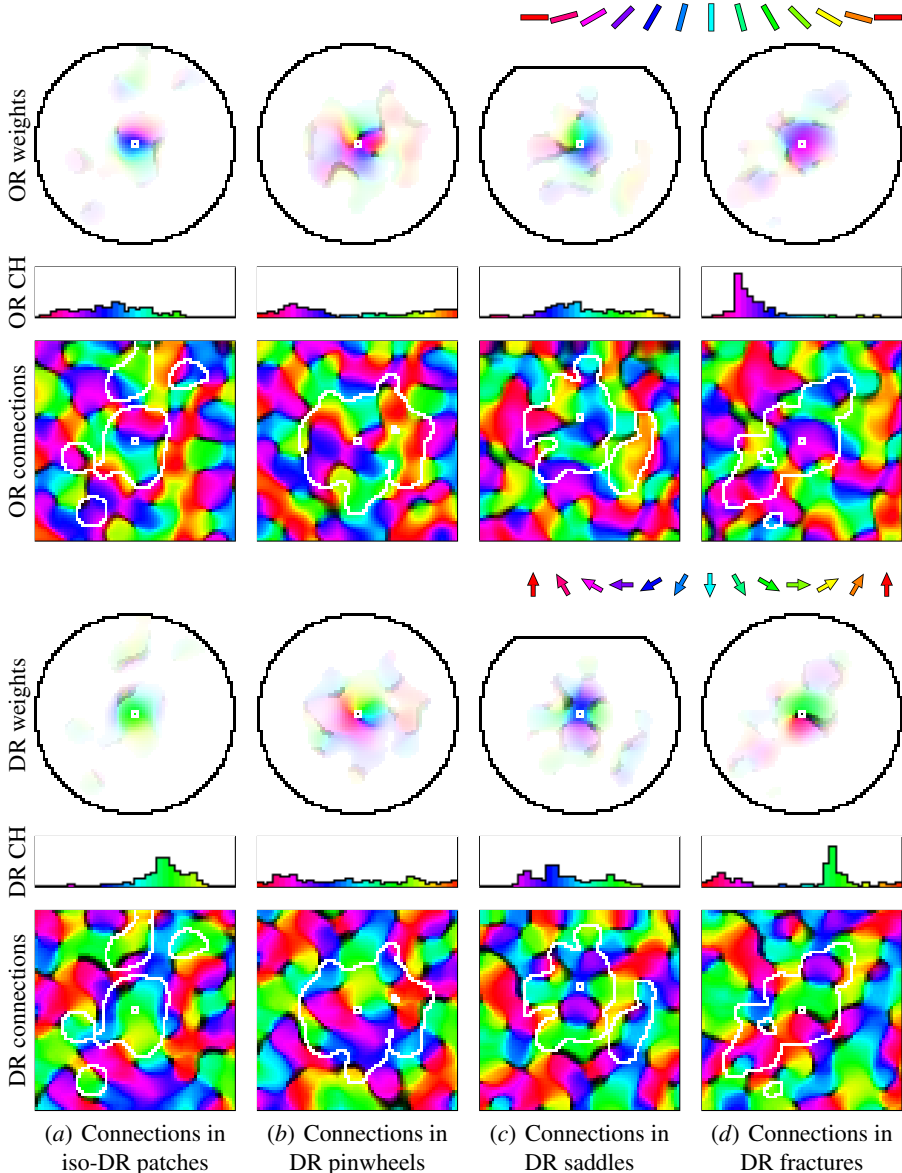 OR weights
OR CH
OR connections
DR weights
DR CH
DR connections
(a) Connections in
iso-DR patches
(b) Connections in
DR pinwheels
(c) Connections in
DR saddles
(d) Connections in
DR fractures